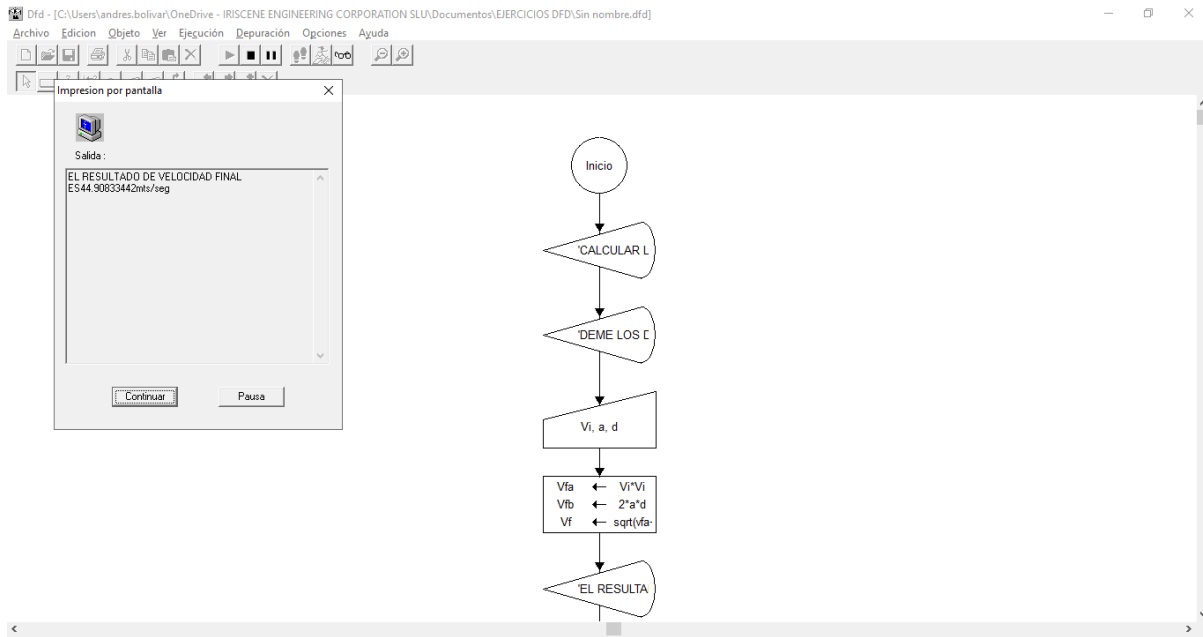 Dfd - [C:\Users\andres.bolivar\OneDrive - IRISCENE ENGINEERING CORPORATION SLU\Documentos\EJERCICIOS DFD\Sin nombre.dfd]
Archivo Edicion Objeto Ver Ejecución Depuración Opciones Ayuda
Impresion por pantalla
Salida :
EL RESULTADO DE VELOCIDAD FINAL
ES44.90833442mts/seg
Continuar Pausa
Inicio
'CALCULAR L
'DEME LOS D
Vi, a, d
Vfa ← Vi*Vi
Vfb ← 2*a*d
Vf ← sqrt(vfa-
'EL RESULTA